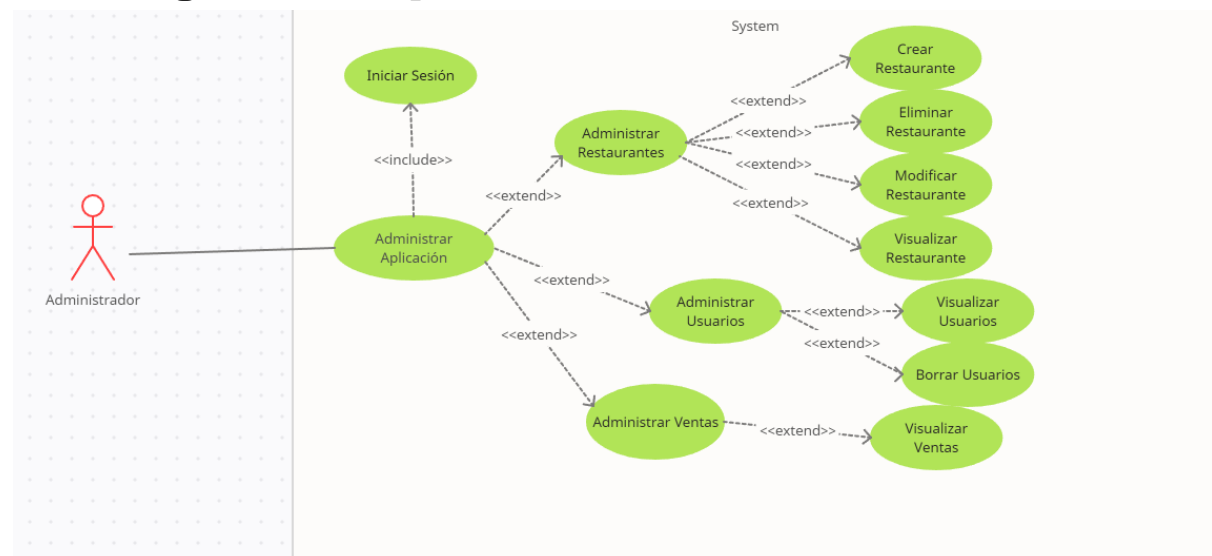 System
Crear
Restaurante
Iniciar Sesión
<<extend>>
Eliminar
Restaurante
Administrar
Restaurantes
<<extend>>
<<include>>
<<extend>>
Modificar
Restaurante
<<extend>>
<<extend>>
Administrar
Aplicación
Visualizar
Restaurante
Administrador
<<extend>>
Administrar
Usuarios
<<extend>>
Visualizar
Usuarios
<<extend>>
<<extend>>
Borrar Usuarios
Administrar Ventas
<<extend>>
Visualizar
Ventas